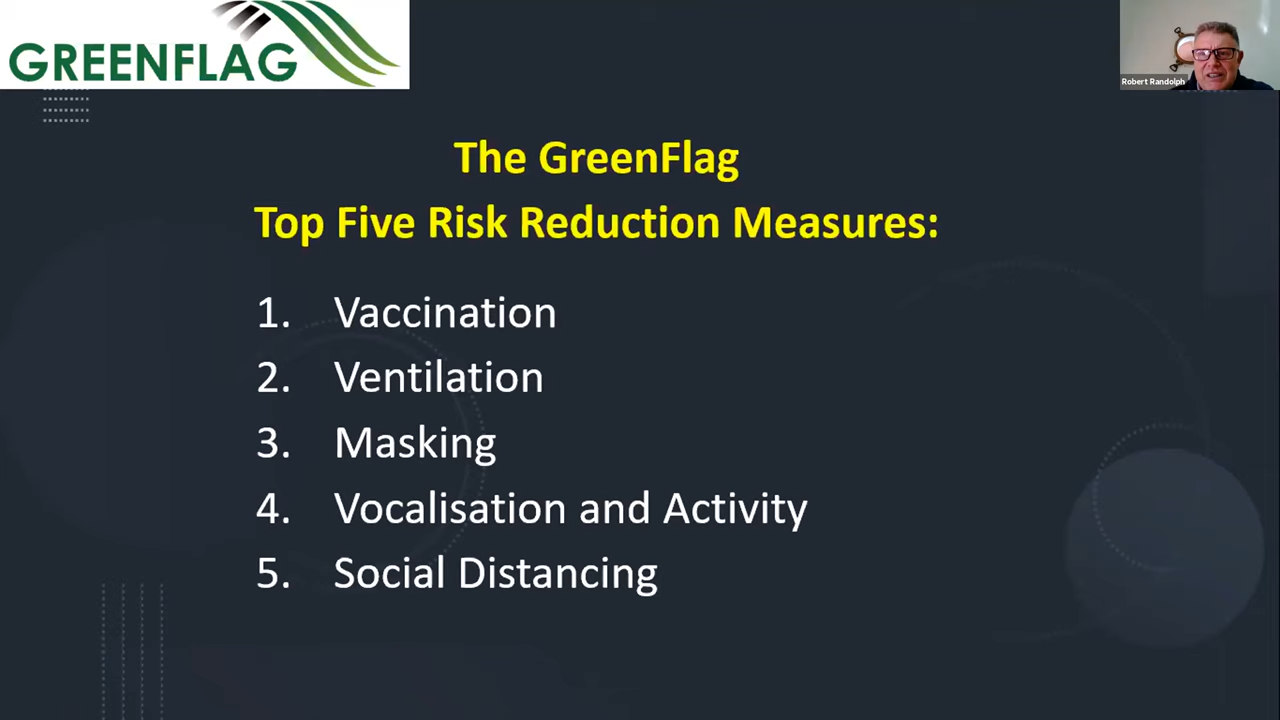 GREENFLAG
Robert Randolph
The GreenFlag
Top Five Risk Reduction Measures:
1. Vaccination
2. Ventilation
3. Masking
4. Vocalisation and Activity
5. Social Distancing